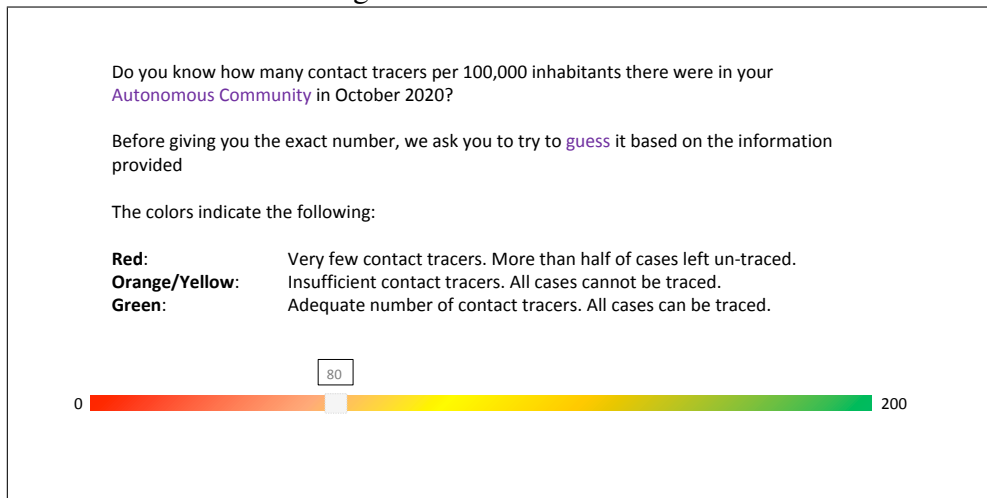 Do you know how many contact tracers per 100,000 inhabitants there were in your
Autonomous Community in October 2020?
Before giving you the exact number, we ask you to try to guess it based on the information
provided
The colors indicate the following:
Red: Very few contact tracers. More than half of cases left un-traced.
Orange/Yellow: Insufficient contact tracers. All cases cannot be traced.
Green: Adequate number of contact tracers. All cases can be traced.
80
0 200